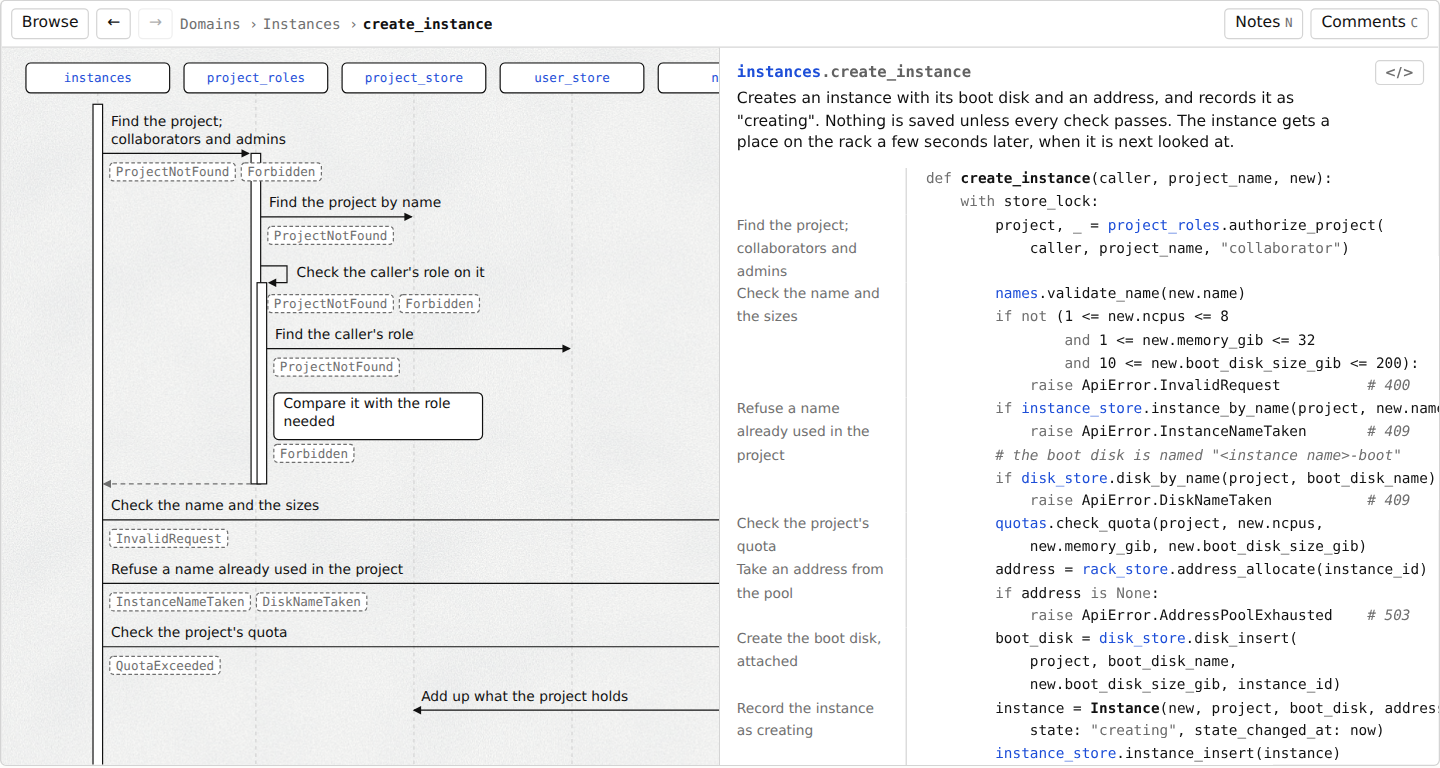 Browse ← → Domains › Instances › create_instance Notes N Comments C
instances project_roles project_store user_store n
Find the project;
collaborators and admins
ProjectNotFound Forbidden
Find the project by name
ProjectNotFound
Check the caller's role on it
ProjectNotFound Forbidden
Find the caller's role
ProjectNotFound
Compare it with the role
needed
Forbidden
Check the name and the sizes
InvalidRequest
Refuse a name already used in the project
InstanceNameTaken DiskNameTaken
Check the project's quota
QuotaExceeded
Add up what the project holds
instances.create_instance </>
Creates an instance with its boot disk and an address, and records it as
"creating". Nothing is saved unless every check passes. The instance gets a
place on the rack a few seconds later, when it is next looked at.
def create_instance(caller, project_name, new):
with store_lock:
Find the project; project, _ = project_roles.authorize_project(
collaborators and caller, project_name, "collaborator")
admins
Check the name and names.validate_name(new.name)
the sizes if not (1 <= new.ncpus <= 8
and 1 <= new.memory_gib <= 32
and 10 <= new.boot_disk_size_gib <= 200):
raise ApiError.InvalidRequest # 400
Refuse a name if instance_store.instance_by_name(project, new.name
already used in the raise ApiError.InstanceNameTaken # 409
project # the boot disk is named "<instance name>-boot"
if disk_store.disk_by_name(project, boot_disk_name)
raise ApiError.DiskNameTaken # 409
Check the project's quotas.check_quota(project, new.ncpus,
quota new.memory_gib, new.boot_disk_size_gib)
Take an address from address = rack_store.address_allocate(instance_id)
the pool if address is None:
raise ApiError.AddressPoolExhausted # 503
Create the boot disk, boot_disk = disk_store.disk_insert(
attached project, boot_disk_name,
new.boot_disk_size_gib, instance_id)
Record the instance instance = Instance(new, project, boot_disk, address
as creating state: "creating", state_changed_at: now)
instance_store.instance_insert(instance)